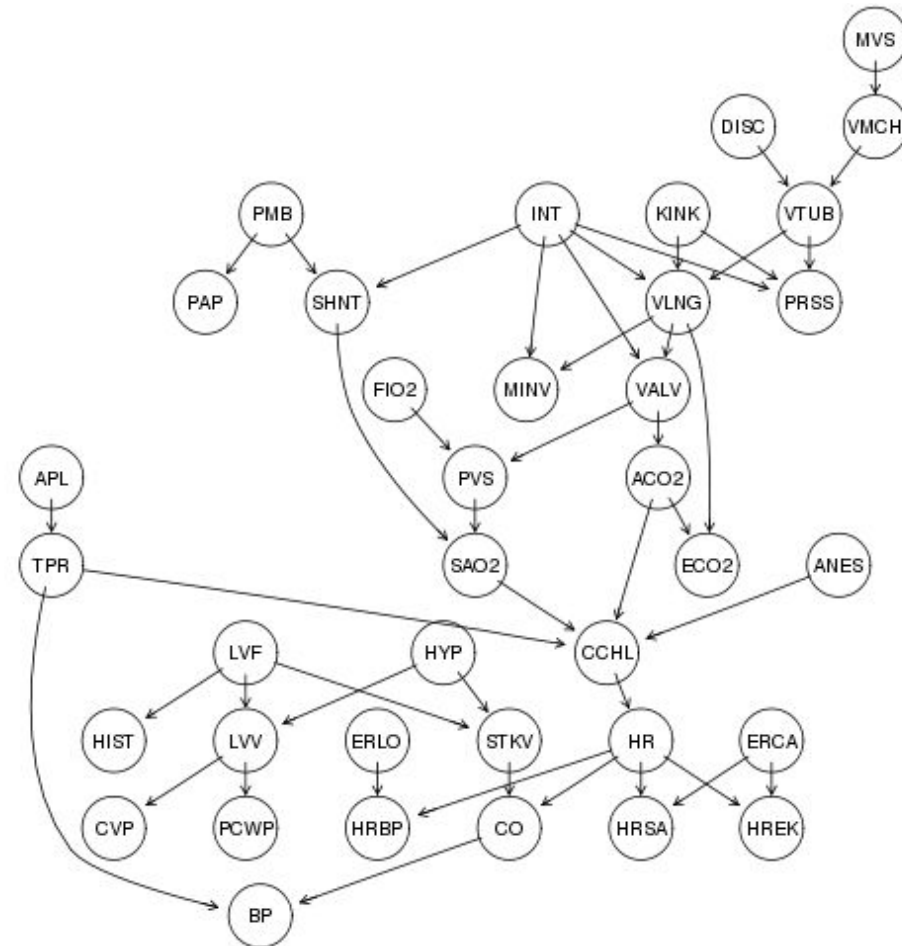 MVS
DISC
VMCH
PMB
INT
KINK
VTUB
PAP
SHNT
VLNG
PRSS
FIO2
MINV
VALV
APL
PVS
ACO2
TPR
SAO2
ECO2
ANES
LVF
HYP
CCHL
HIST
LVV
ERLO
STKV
HR
ERCA
CVP
PCWP
HRBP
CO
HRSA
HREK
BP